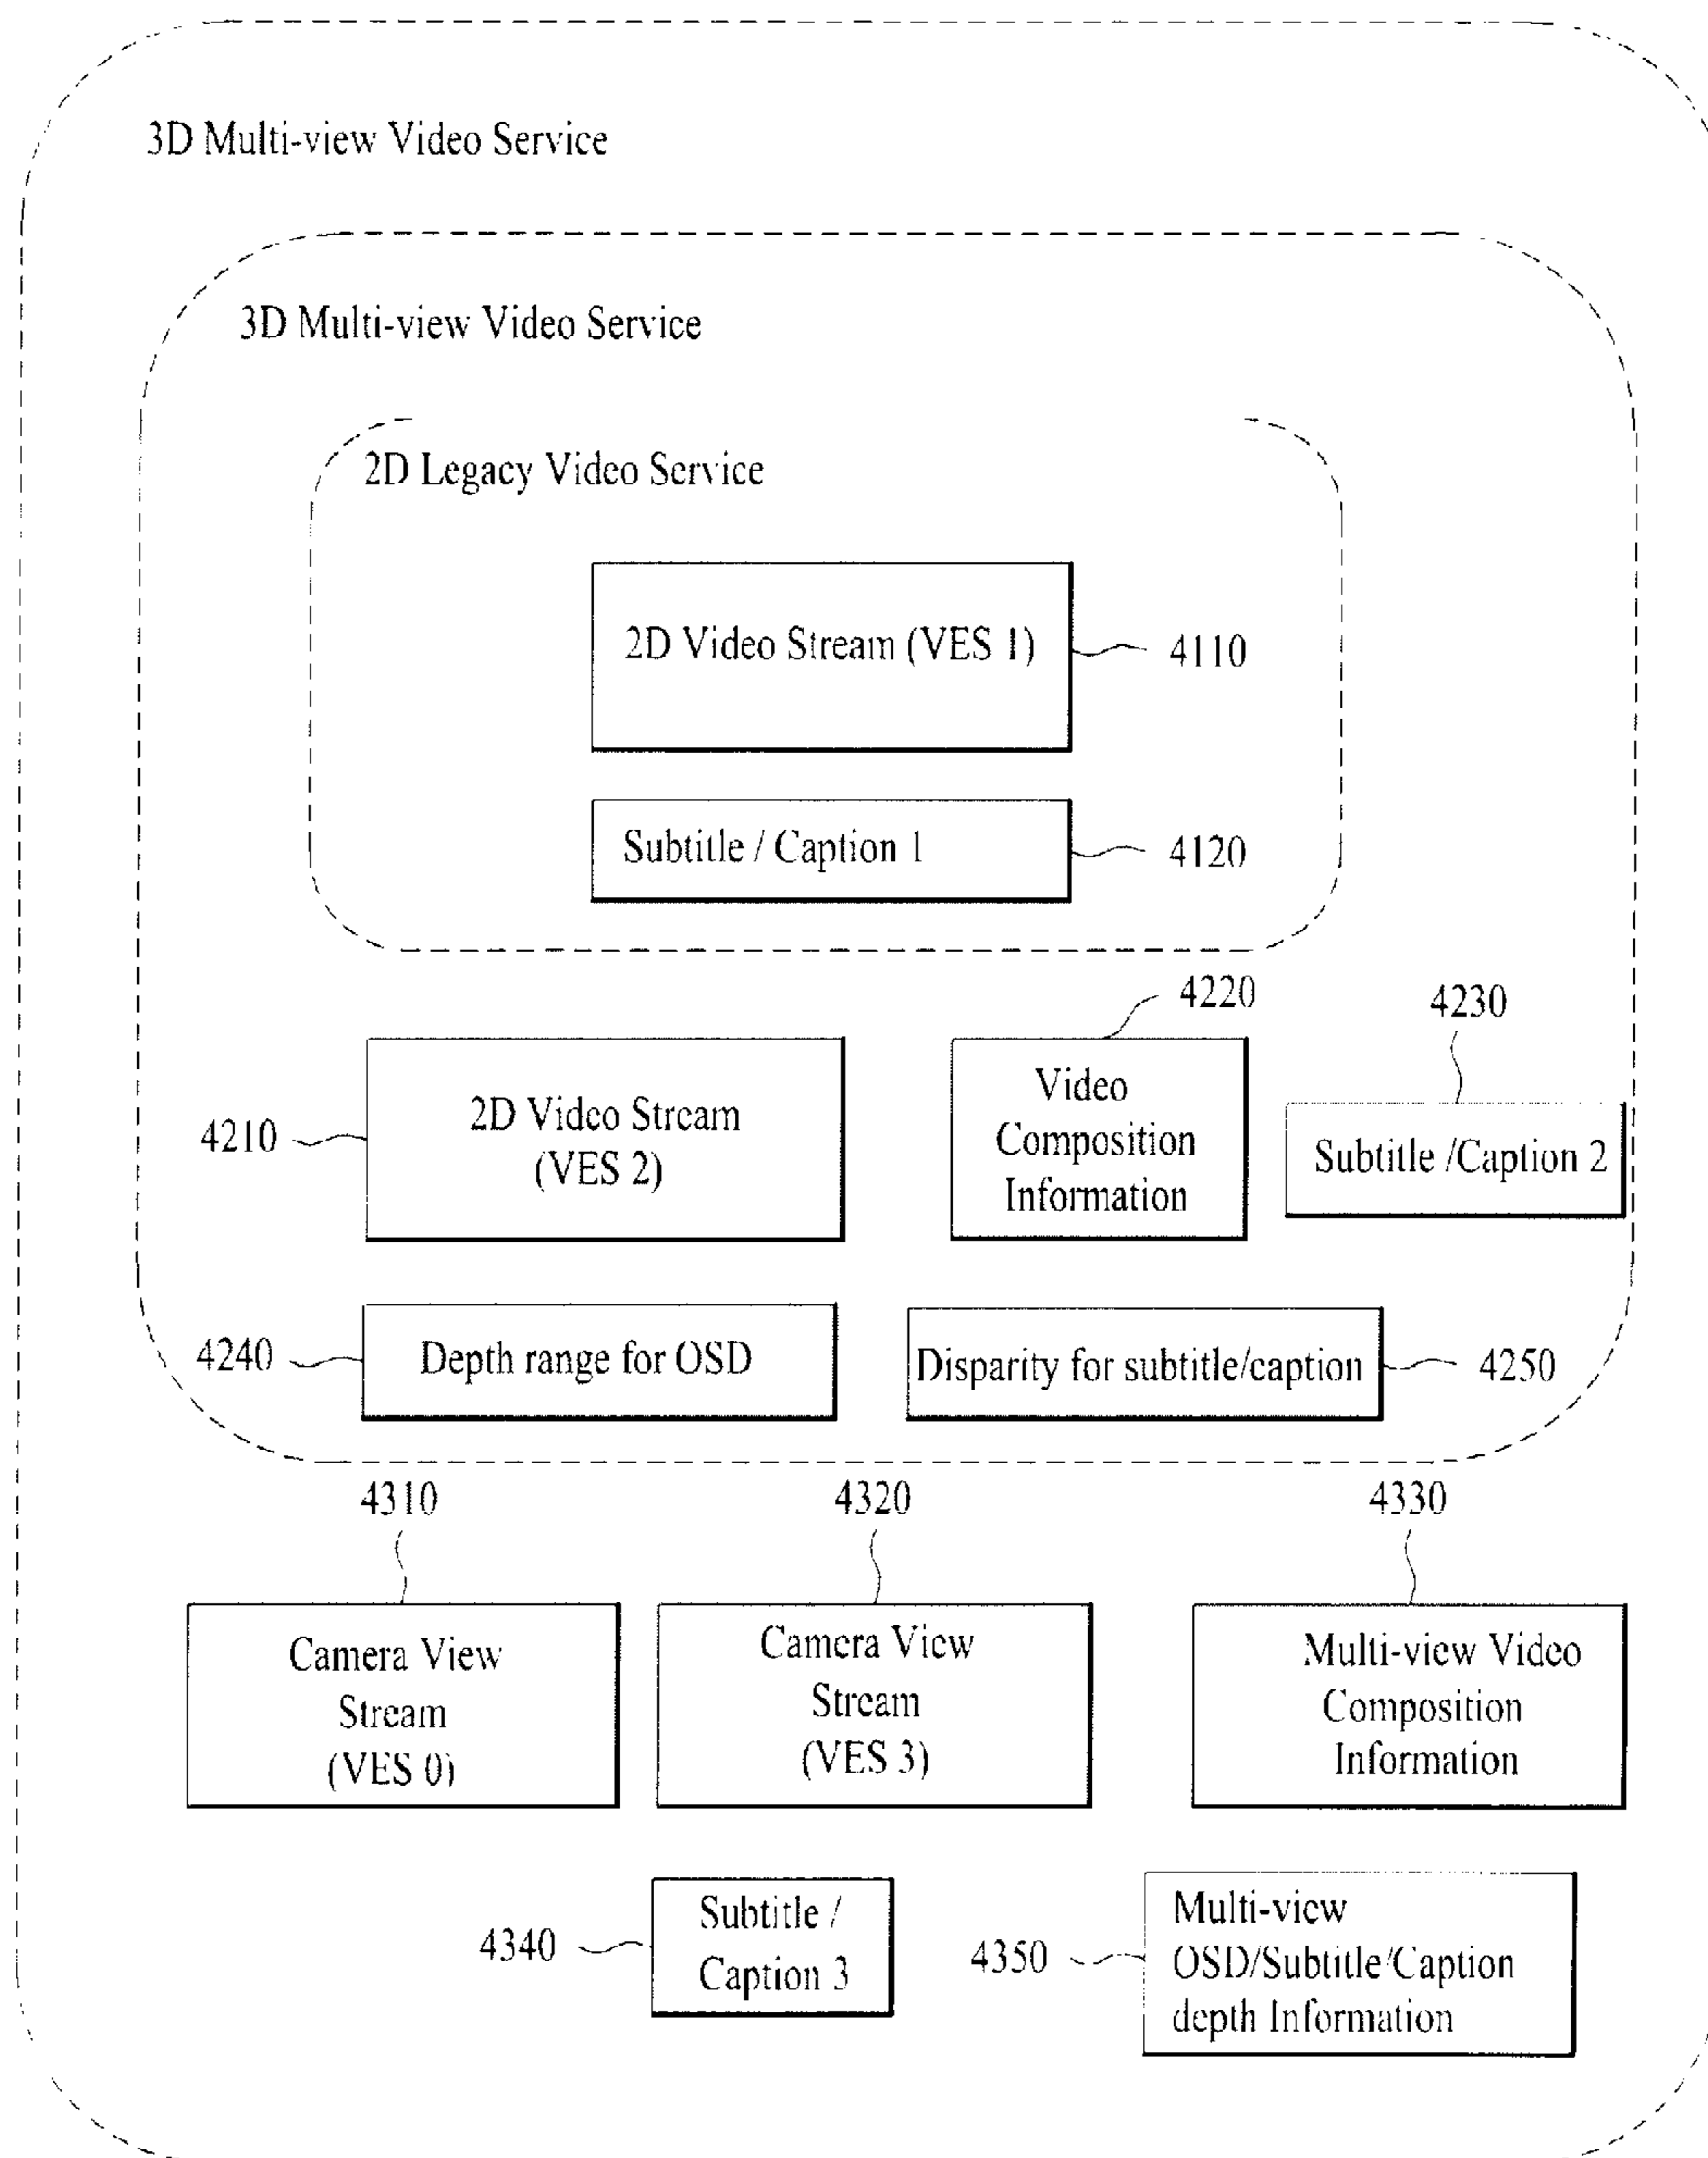 3D Multi-view Video Service
3D Multi-view Video Service
2D Legacy Video Service
2D Video Stream (VES 1)
4110
Subtitle / Caption 1
4120
4220
4230
4210
2D Video Stream
(VES 2)
Video
Composition
Information
Subtitle /Caption 2
4240
Depth range for OSD
Disparity for subtitle/caption
4250
4310
4320
4330
Camera View
Stream
(VES 0)
Camera View
Stream
(VES 3)
Multi-view Video
Composition
Information
4340
Subtitle /
Caption 3
4350
Multi-view
OSD/Subtitle/Caption
depth Information